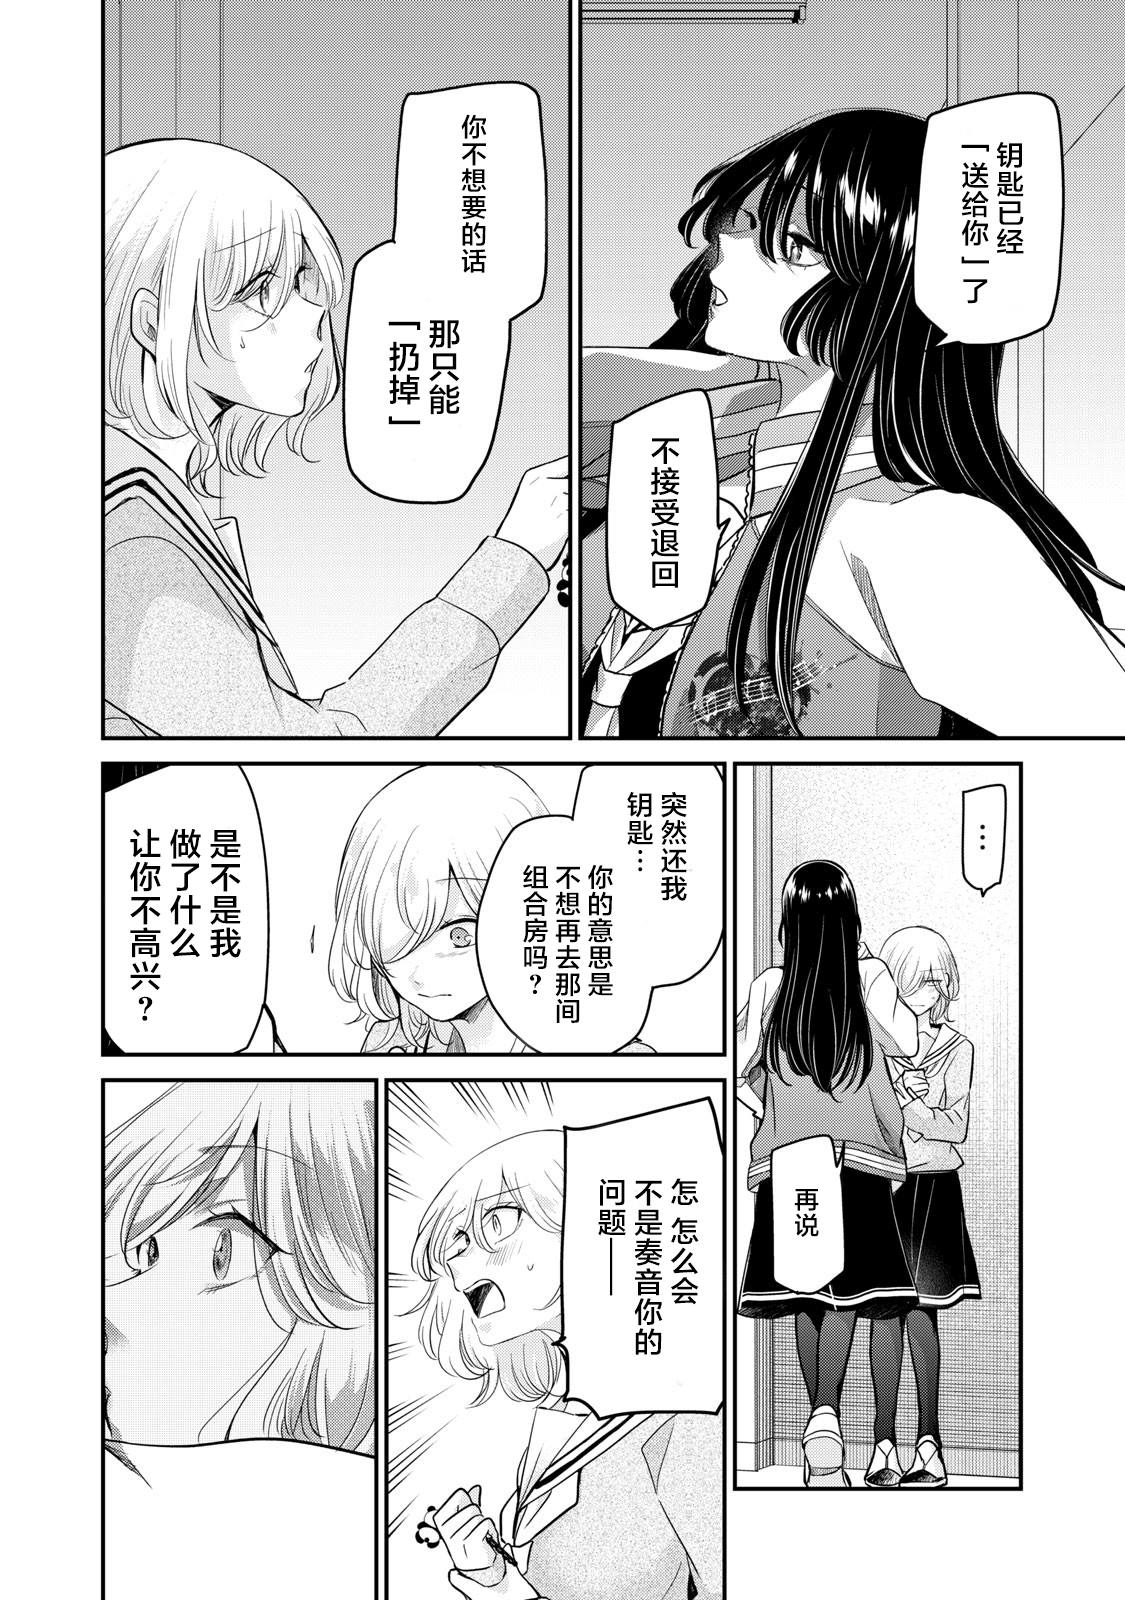 钥匙已经
「送给你」了
不接受退回
你不想要的话
那只能
「扔掉」
…
再说
突然还我
钥匙…
你的意思是
不想再去那间
组合房吗？
是不是我
做了什么
让你不高兴？
怎 怎么会
不是奏音你的
问题——